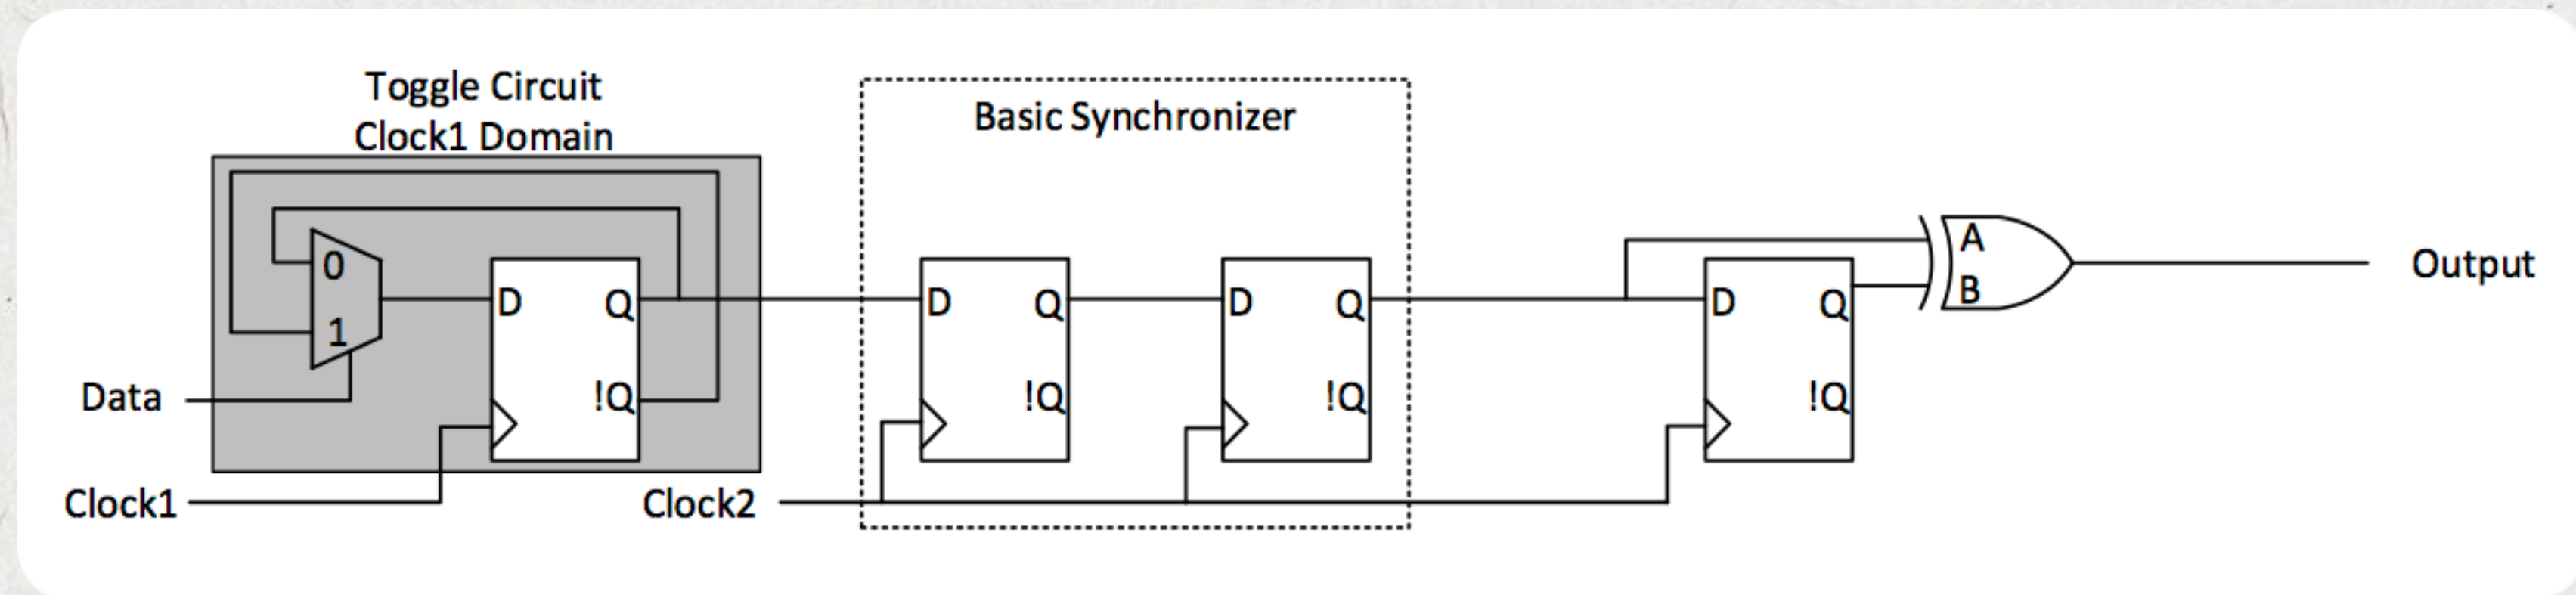 Toggle Circuit
Clock1 Domain
Basic Synchronizer
0
1
D Q
!Q
D Q
!Q
D Q
!Q
D Q
!Q
A
B
Output
Data
Clock1
Clock2